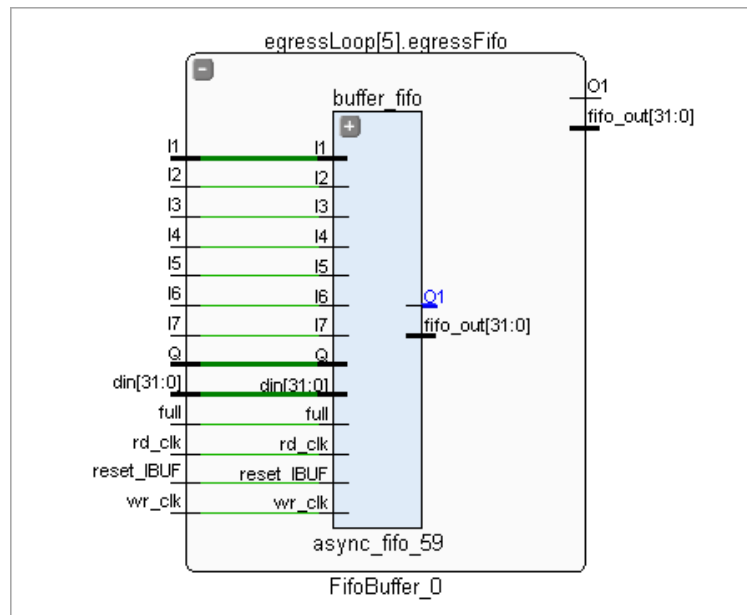 egressLoop[5].egressFifo
O1
fifo_out[31:0]
buffer_fifo
I1 I1
I2 I2
I3 I3
I4 I4
I5 I5
I6 I6 O1
I7 I7 fifo_out[31:0]
Q Q
din[31:0] din[31:0]
full full
rd_clk rd_clk
reset_IBUF reset_IBUF
wr_clk wr_clk
async_fifo_59
FifoBuffer_0